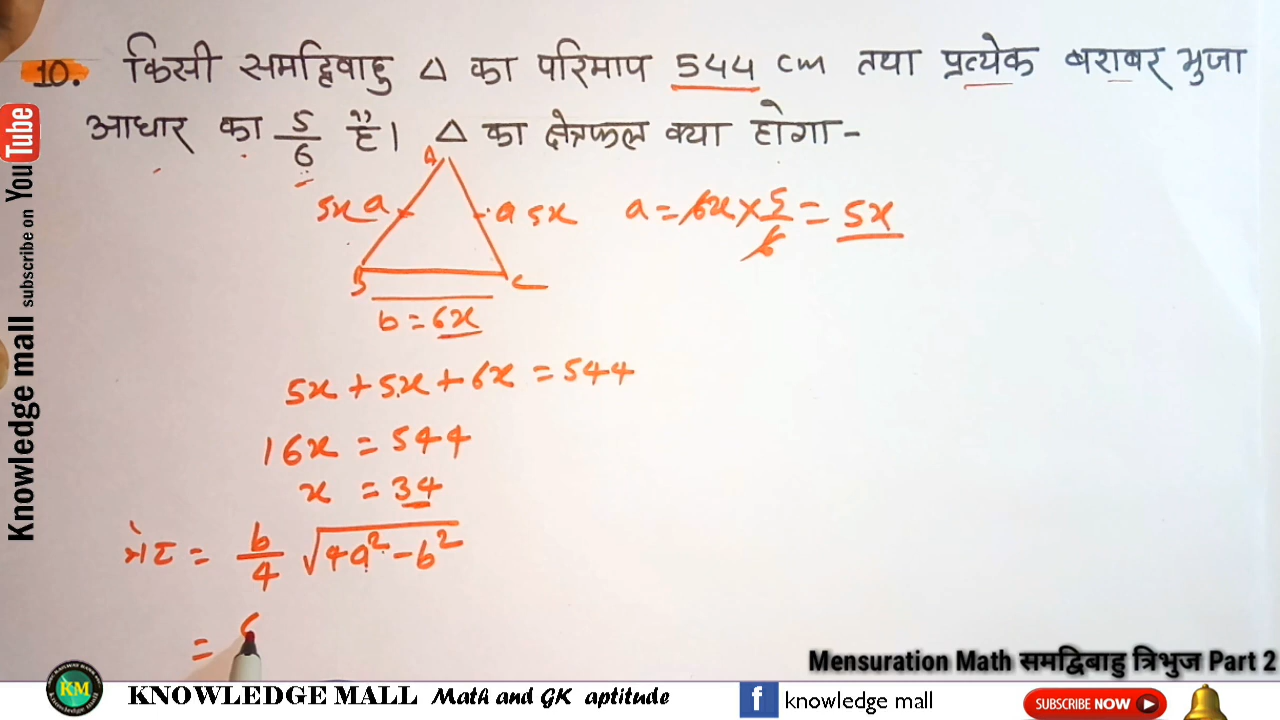 10. किसी समद्विवाहु Δ का परिमाप 544 cm तथा प्रत्येक बराबर भुजा
आधार का 5/6 है। Δ का क्षेत्रफल क्या होगा -
A
5x a
a 5x
a = 6x × 5/6 = 5x
B
C
b = 6x
5x + 5x + 6x = 544
16x = 544
x = 34
= b/4 √4a² - b²
=
Knowledge mall subscribe on YouTube
Mensuration Math समद्विबाहु त्रिभुज Part 2
KM
KNOWLEDGE MALL Math and GK aptitude
f knowledge mall
SUBSCRIBE NOW